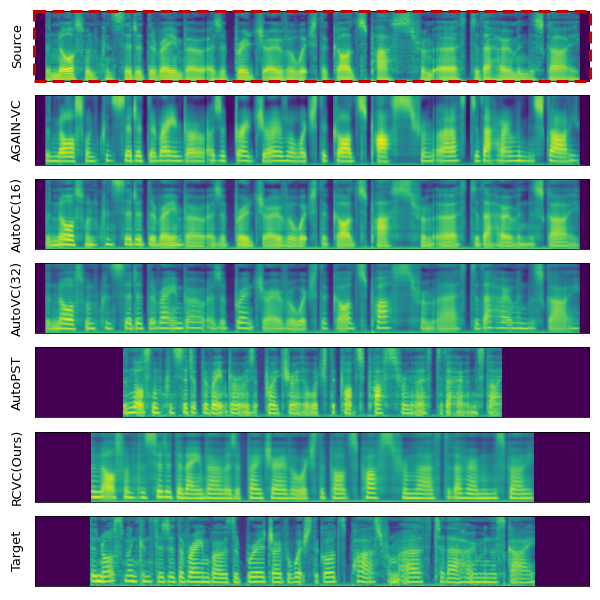 Source
AGAIN-VC
AutoVC(16)
AutoVC(32)
AutoPST
RCVC(Ours)
Target